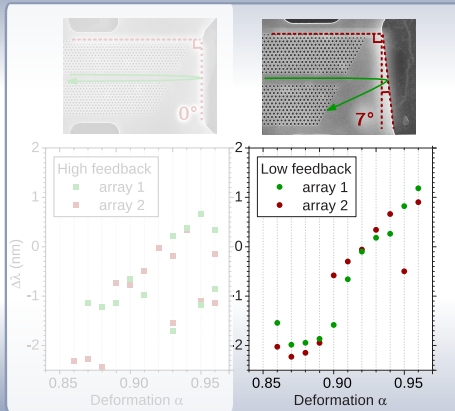 0°
7°
High feedback
array 1
array 2
Low feedback
array 1
array 2
Δλ (nm)
2
1
0
-1
-2
2
1
0
1
2
0.85
0.90
0.95
0.85
0.90
0.95
Deformation α
Deformation α